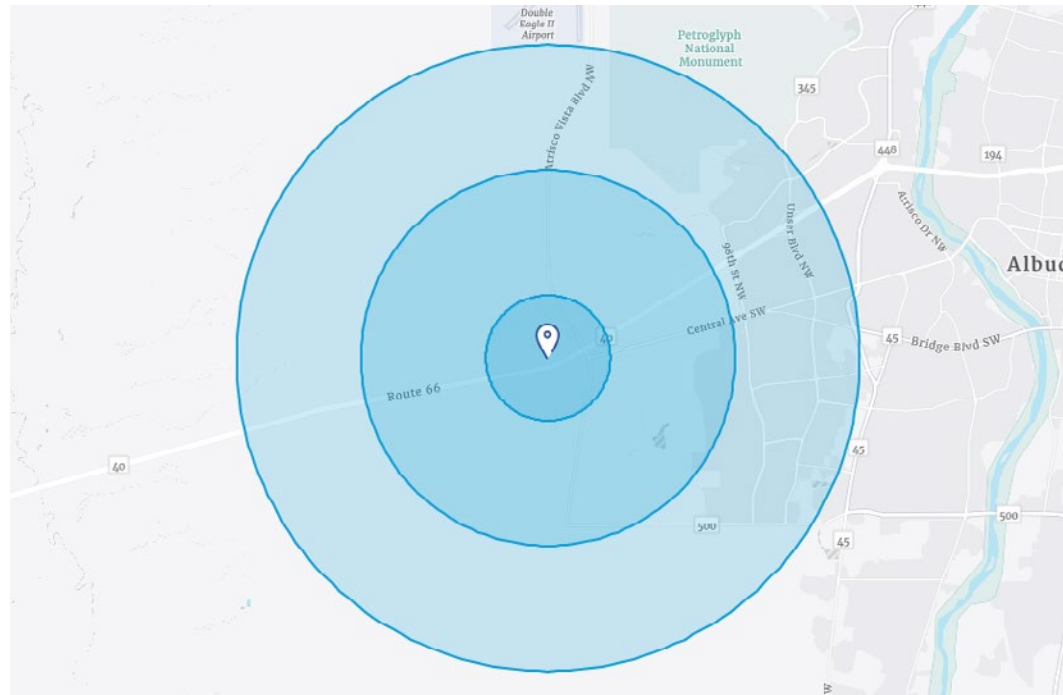 Double
Eagle II
Airport
Petroglyph
National
Monument
Atrisco Vista Blvd NW
345
448
194
Atrisco Dr NW
Unser Blvd NW
98th St NW
Albuq
Central Ave SW
40
45
Bridge Blvd SW
Route 66
40
45
500
500
45
W